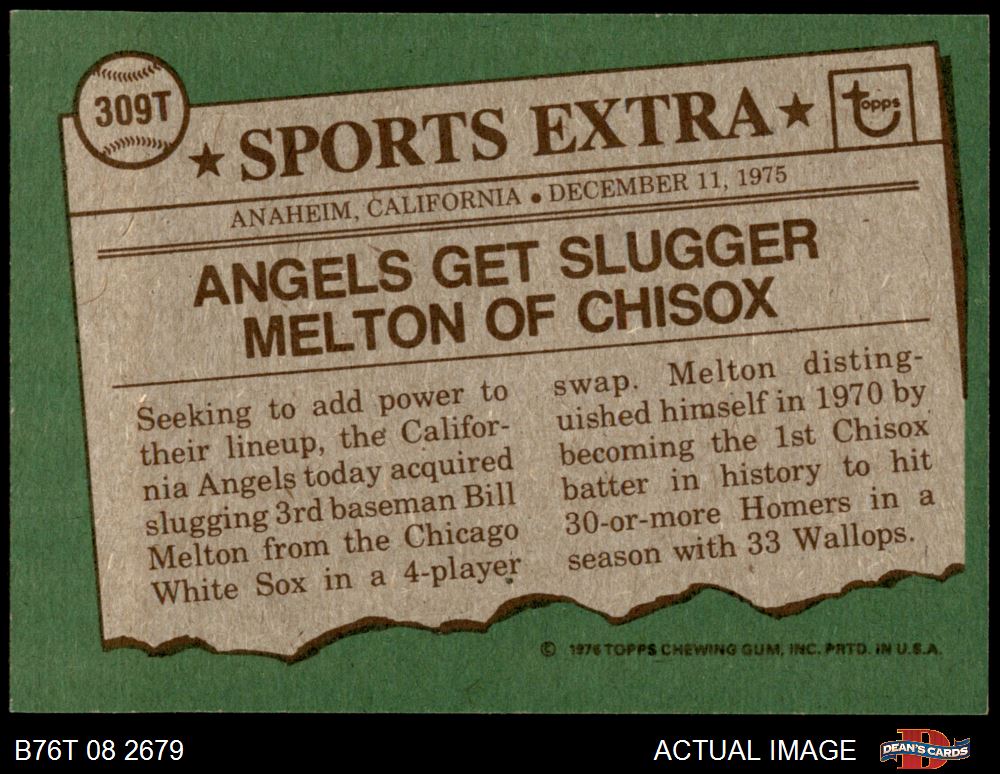 309T
★ SPORTS EXTRA ★
topps
ANAHEIM, CALIFORNIA • DECEMBER 11, 1975
ANGELS GET SLUGGER
MELTON OF CHISOX
Seeking to add power to
their lineup, the Califor-
nia Angels today acquired
slugging 3rd baseman Bill
Melton from the Chicago
White Sox in a 4-player
swap. Melton disting-
uished himself in 1970 by
becoming the 1st Chisox
batter in history to hit
30-or-more Homers in a
season with 33 Wallops.
© 1976 TOPPS CHEWING GUM, INC. PRTD. IN U.S.A.
B76T 08 2679
ACTUAL IMAGE
DEAN'S CARDS